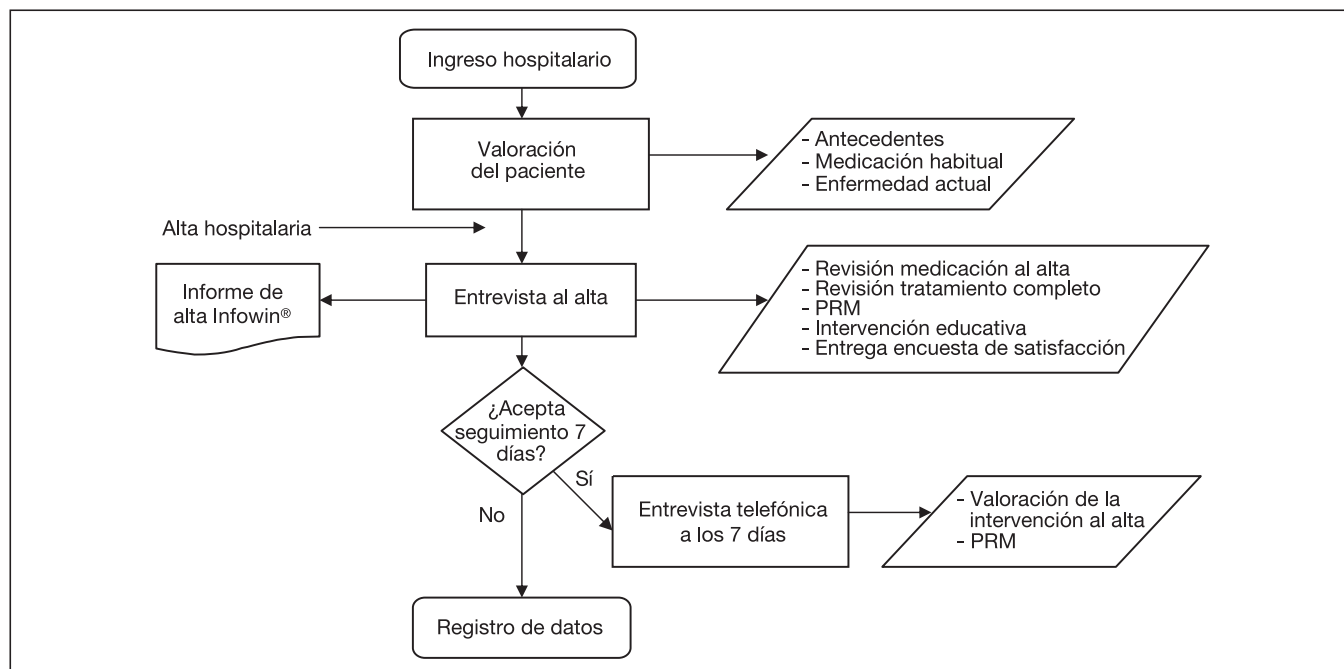 Ingreso hospitalario
Valoración
del paciente
- Antecedentes
- Medicación habitual
- Enfermedad actual
Alta hospitalaria
Informe de
alta Infowin®
Entrevista al alta
- Revisión medicación al alta
- Revisión tratamiento completo
- PRM
- Intervención educativa
- Entrega encuesta de satisfacción
¿Acepta
seguimiento 7
días?
Sí
No
Entrevista telefónica
a los 7 días
- Valoración de la
intervención al alta
- PRM
Registro de datos